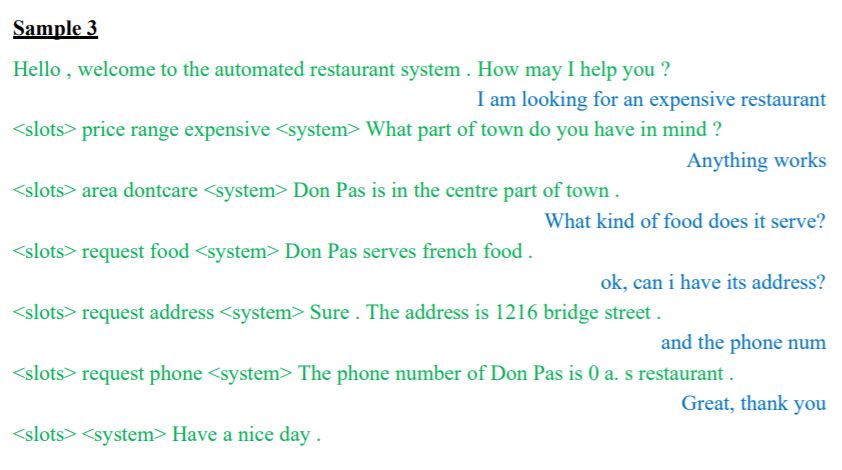 Sample 3
Hello , welcome to the automated restaurant system . How may I help you ?
I am looking for an expensive restaurant
<slots> price range expensive <system> What part of town do you have in mind ?
Anything works
<slots> area dontcare <system> Don Pas is in the centre part of town .
What kind of food does it serve?
<slots> request food <system> Don Pas serves french food .
ok, can i have its address?
<slots> request address <system> Sure . The address is 1216 bridge street .
and the phone num
<slots> request phone <system> The phone number of Don Pas is 0 a. s restaurant .
Great, thank you
<slots> <system> Have a nice day .